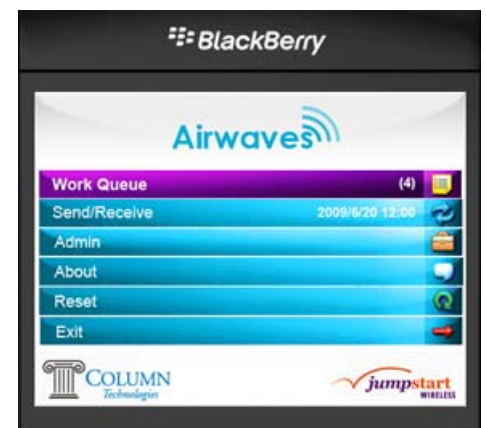 BlackBerry
Airwaves
Work Queue (4)
Send/Receive 2009/6/20 12:00
Admin
About
Reset
Exit
COLUMN
Technologies
jumpstart
WIRELESS